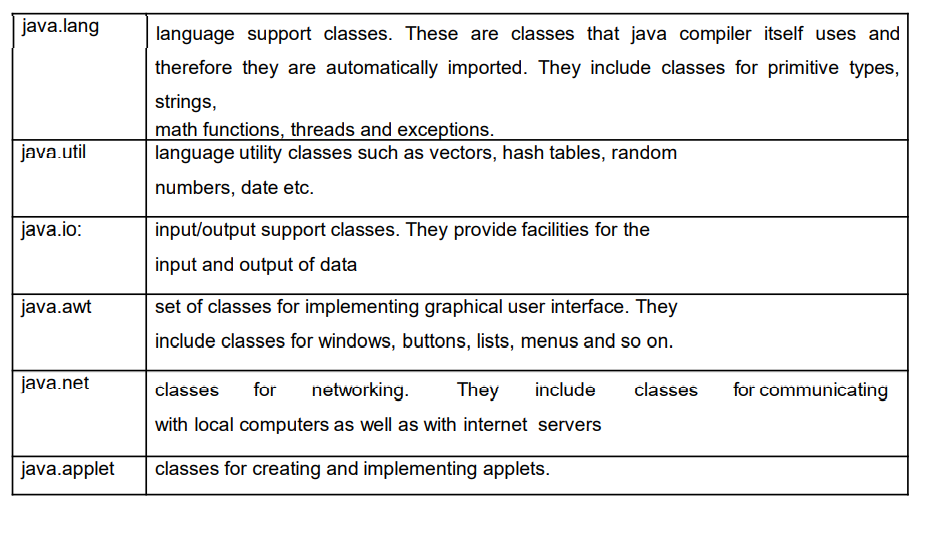 java.lang
language support classes. These are classes that java compiler itself uses and
therefore they are automatically imported. They include classes for primitive types,
strings,
math functions, threads and exceptions.
java.util
language utility classes such as vectors, hash tables, random
numbers, date etc.
java.io:
input/output support classes. They provide facilities for the
input and output of data
java.awt
set of classes for implementing graphical user interface. They
include classes for windows, buttons, lists, menus and so on.
java.net
classes for networking. They include classes for communicating
with local computers as well as with internet servers
java.applet
classes for creating and implementing applets.